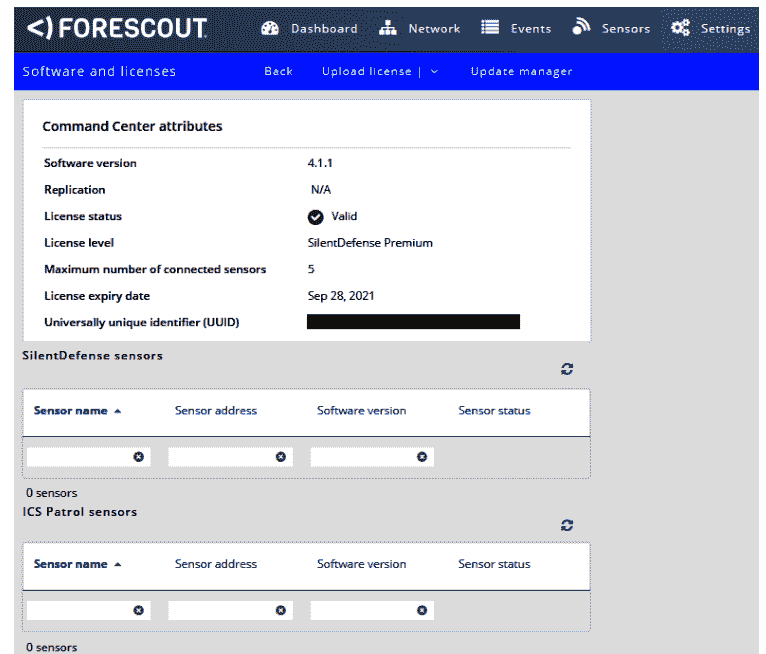 FORESCOUT Dashboard Network Events Sensors Settings
Software and licenses Back Upload license | Update manager
Command Center attributes
Software version 4.1.1
Replication N/A
License status Valid
License level SilentDefense Premium
Maximum number of connected sensors 5
License expiry date Sep 28, 2021
Universally unique identifier (UUID)
SilentDefense sensors
Sensor name Sensor address Software version Sensor status
0 sensors
ICS Patrol sensors
Sensor name Sensor address Software version Sensor status
0 sensors